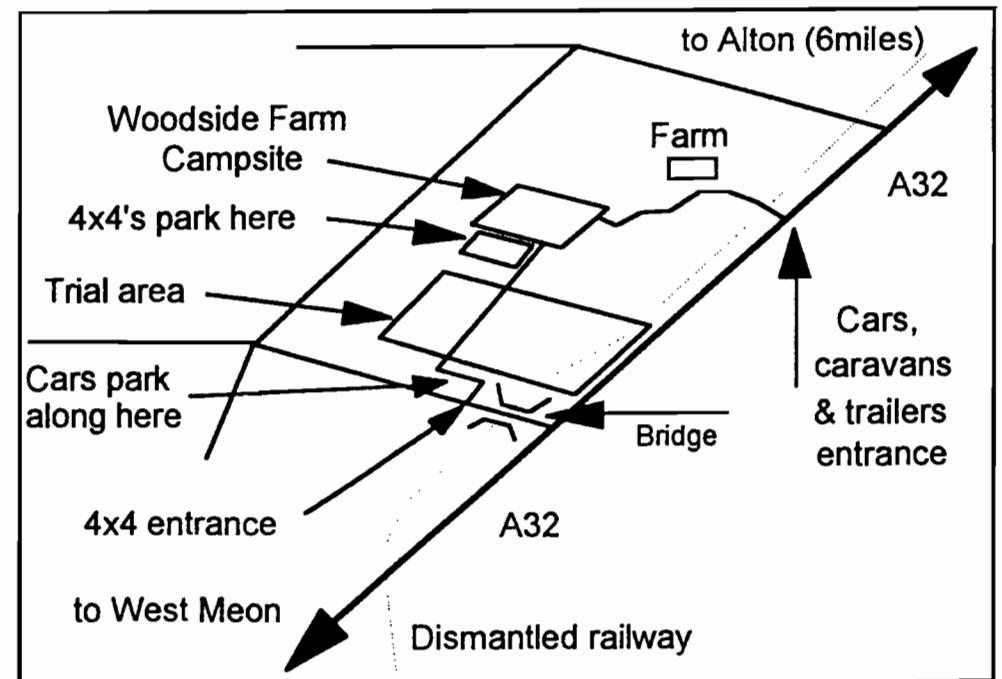 to Alton (6miles)
Woodside Farm
Campsite
Farm
A32
4x4's park here
Trial area
Cars,
caravans
& trailers
entrance
Cars park
along here
Bridge
4x4 entrance
A32
to West Meon
Dismantled railway